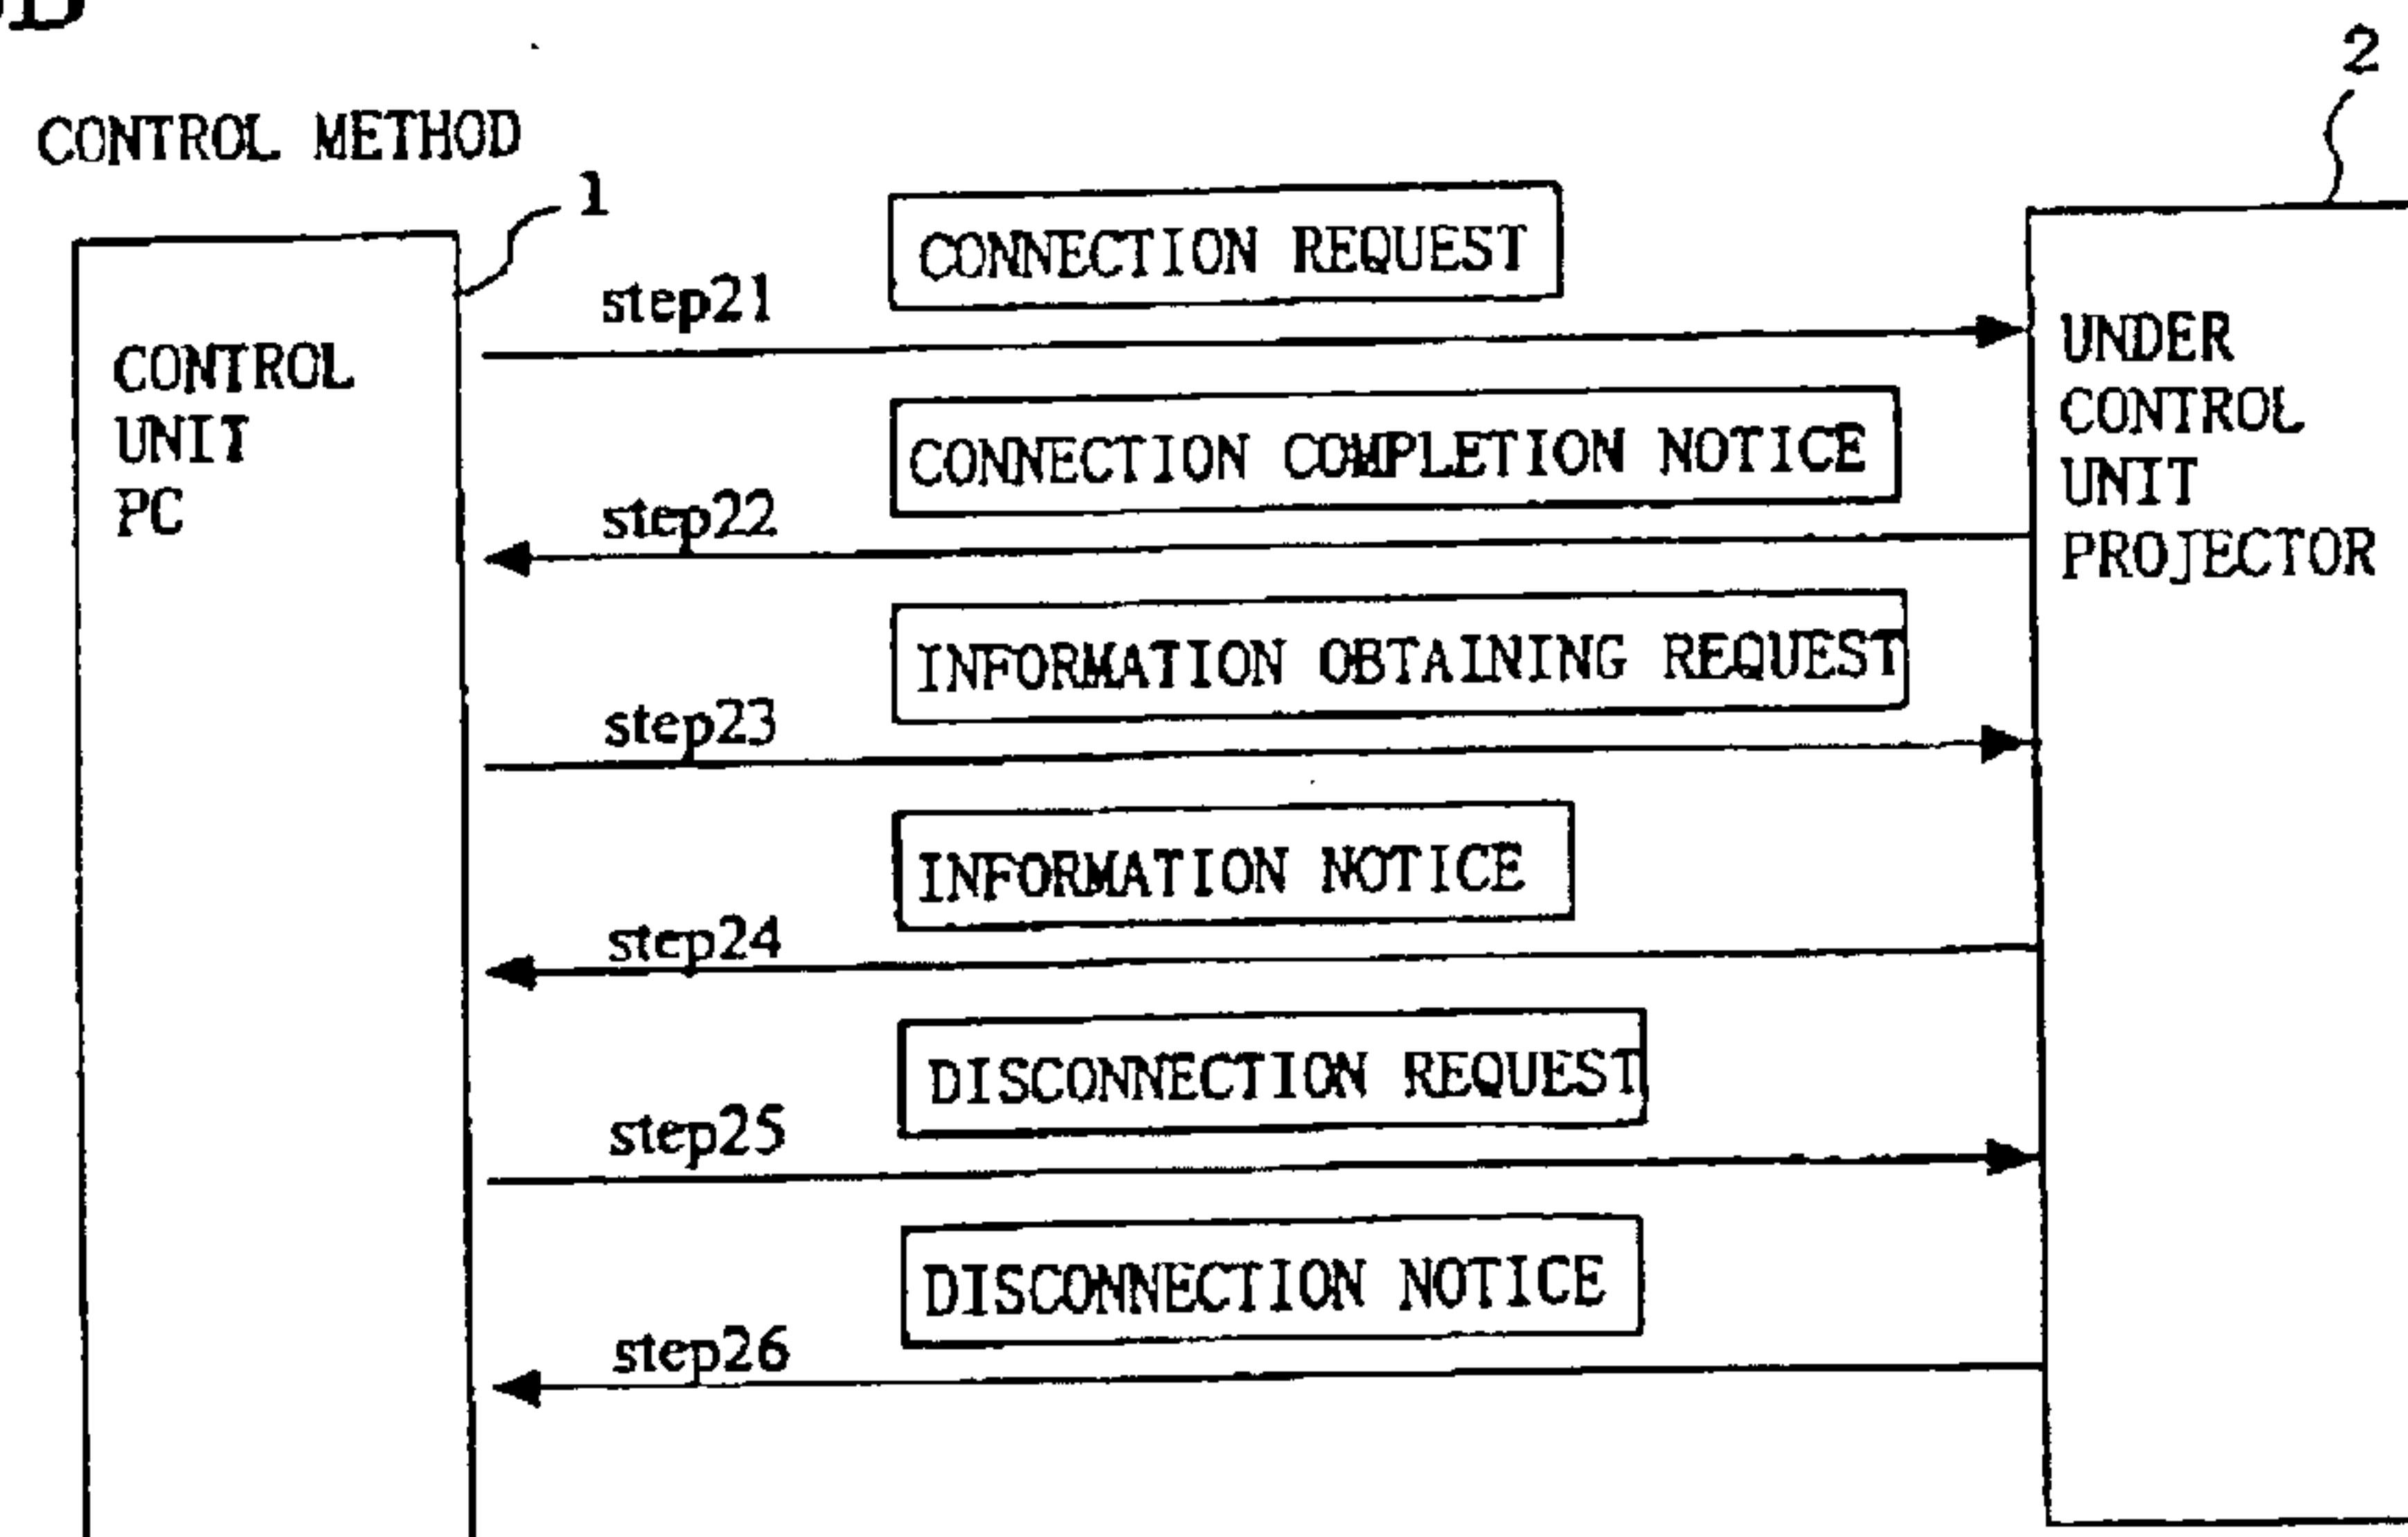 2
CONTROL METHOD
1
CONTROL
UNIT
PC
UNDER
CONTROL
UNIT
PROJECTOR
CONNECTION REQUEST
step21
CONNECTION COMPLETION NOTICE
step22
INFORMATION OBTAINING REQUEST
step23
INFORMATION NOTICE
step24
DISCONNECTION REQUEST
step25
DISCONNECTION NOTICE
step26